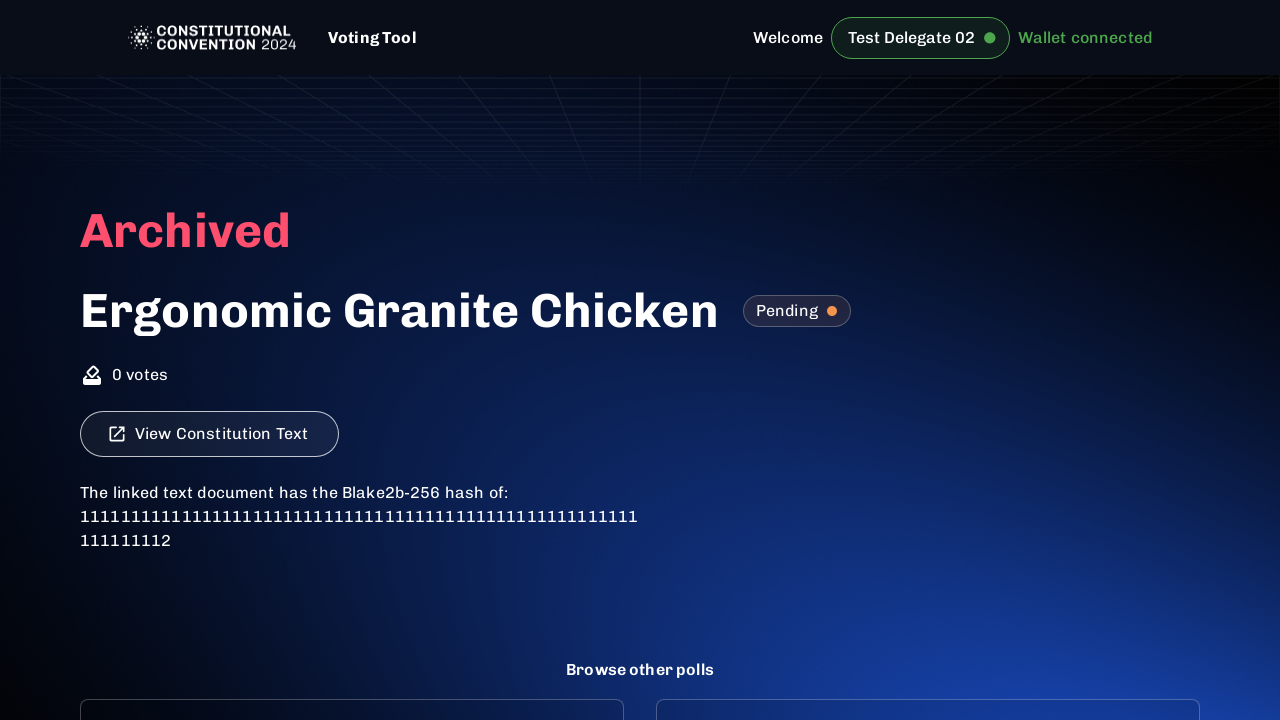 CONSTITUTIONAL
CONVENTION 2024
Voting Tool
Welcome
Test Delegate 02
Wallet connected
Archived
Ergonomic Granite Chicken
Pending
0 votes
View Constitution Text
The linked text document has the Blake2b-256 hash of:
1111111111111111111111111111111111111111111111111111111
111111112
Browse other polls